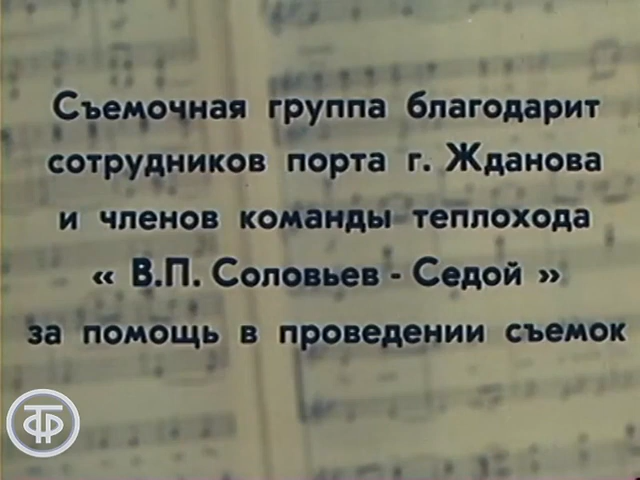 Съемочная группа благодарит
сотрудников порта г. Жданова
и членов команды теплохода
« В.П. Соловьев - Седой »
за помощь в проведении съемок